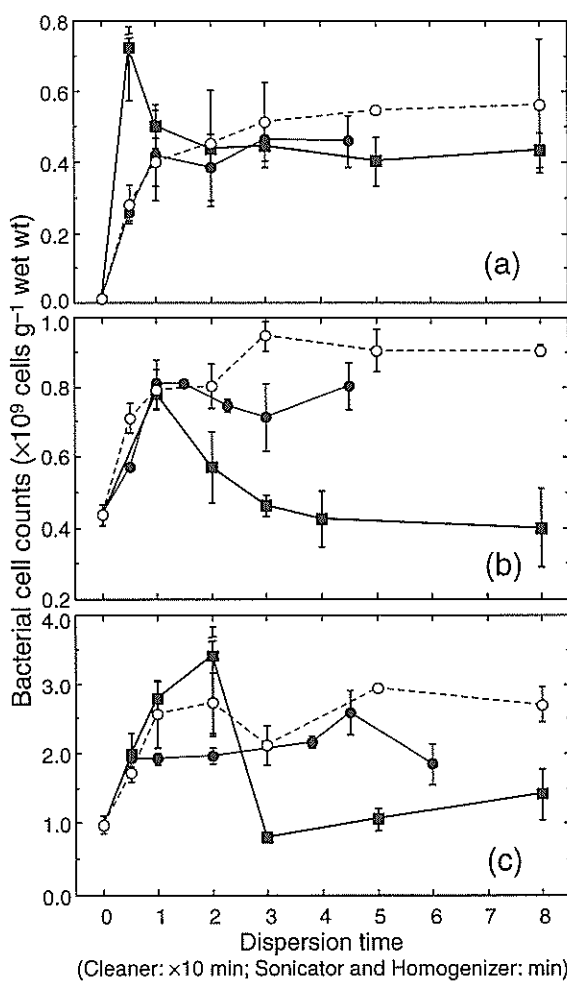 Bacterial cell counts (×10⁹ cells g⁻¹ wet wt)
0.8
0.6
0.4
0.2
0.0
(a)
1.0
0.8
0.6
0.4
0.2
(b)
4.0
3.0
2.0
1.0
0.0
(c)
0 1 2 3 4 5 6 7 8
Dispersion time
(Cleaner: ×10 min; Sonicator and Homogenizer: min)